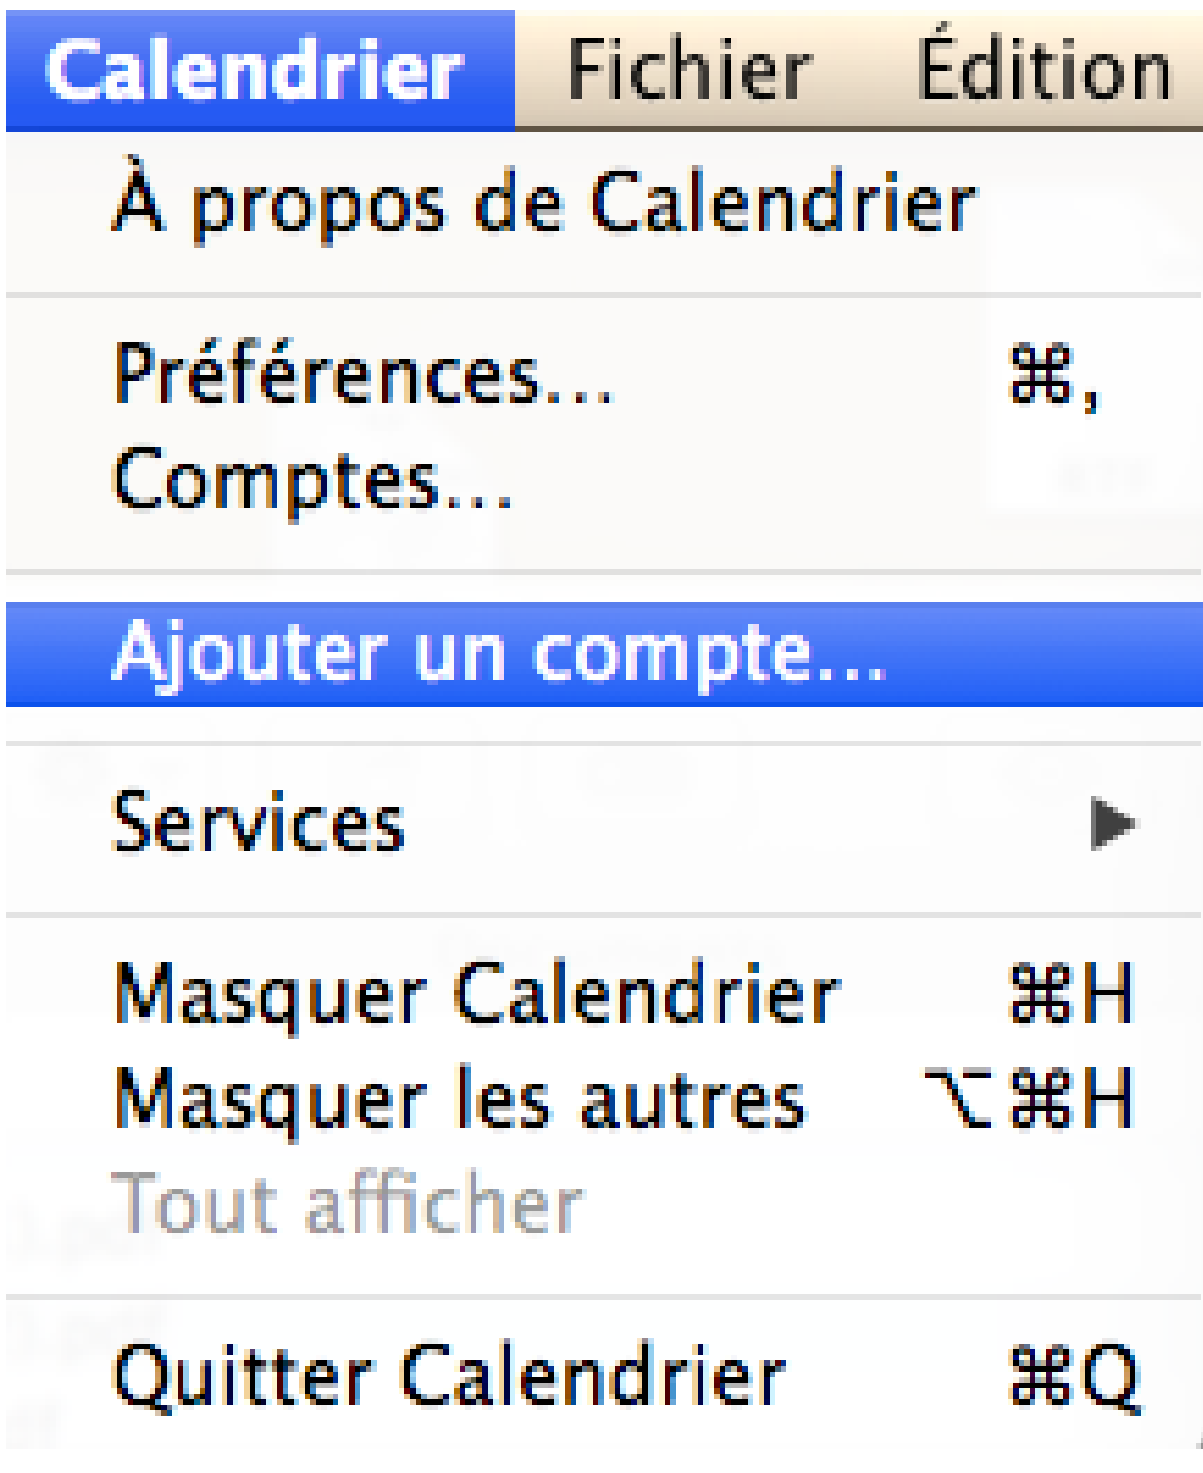 Calendrier Fichier Édition
À propos de Calendrier
Préférences... ⌘,
Comptes...
Ajouter un compte...
Services ▶
Masquer Calendrier ⌘H
Masquer les autres ⌥⌘H
Tout afficher
Quitter Calendrier ⌘Q